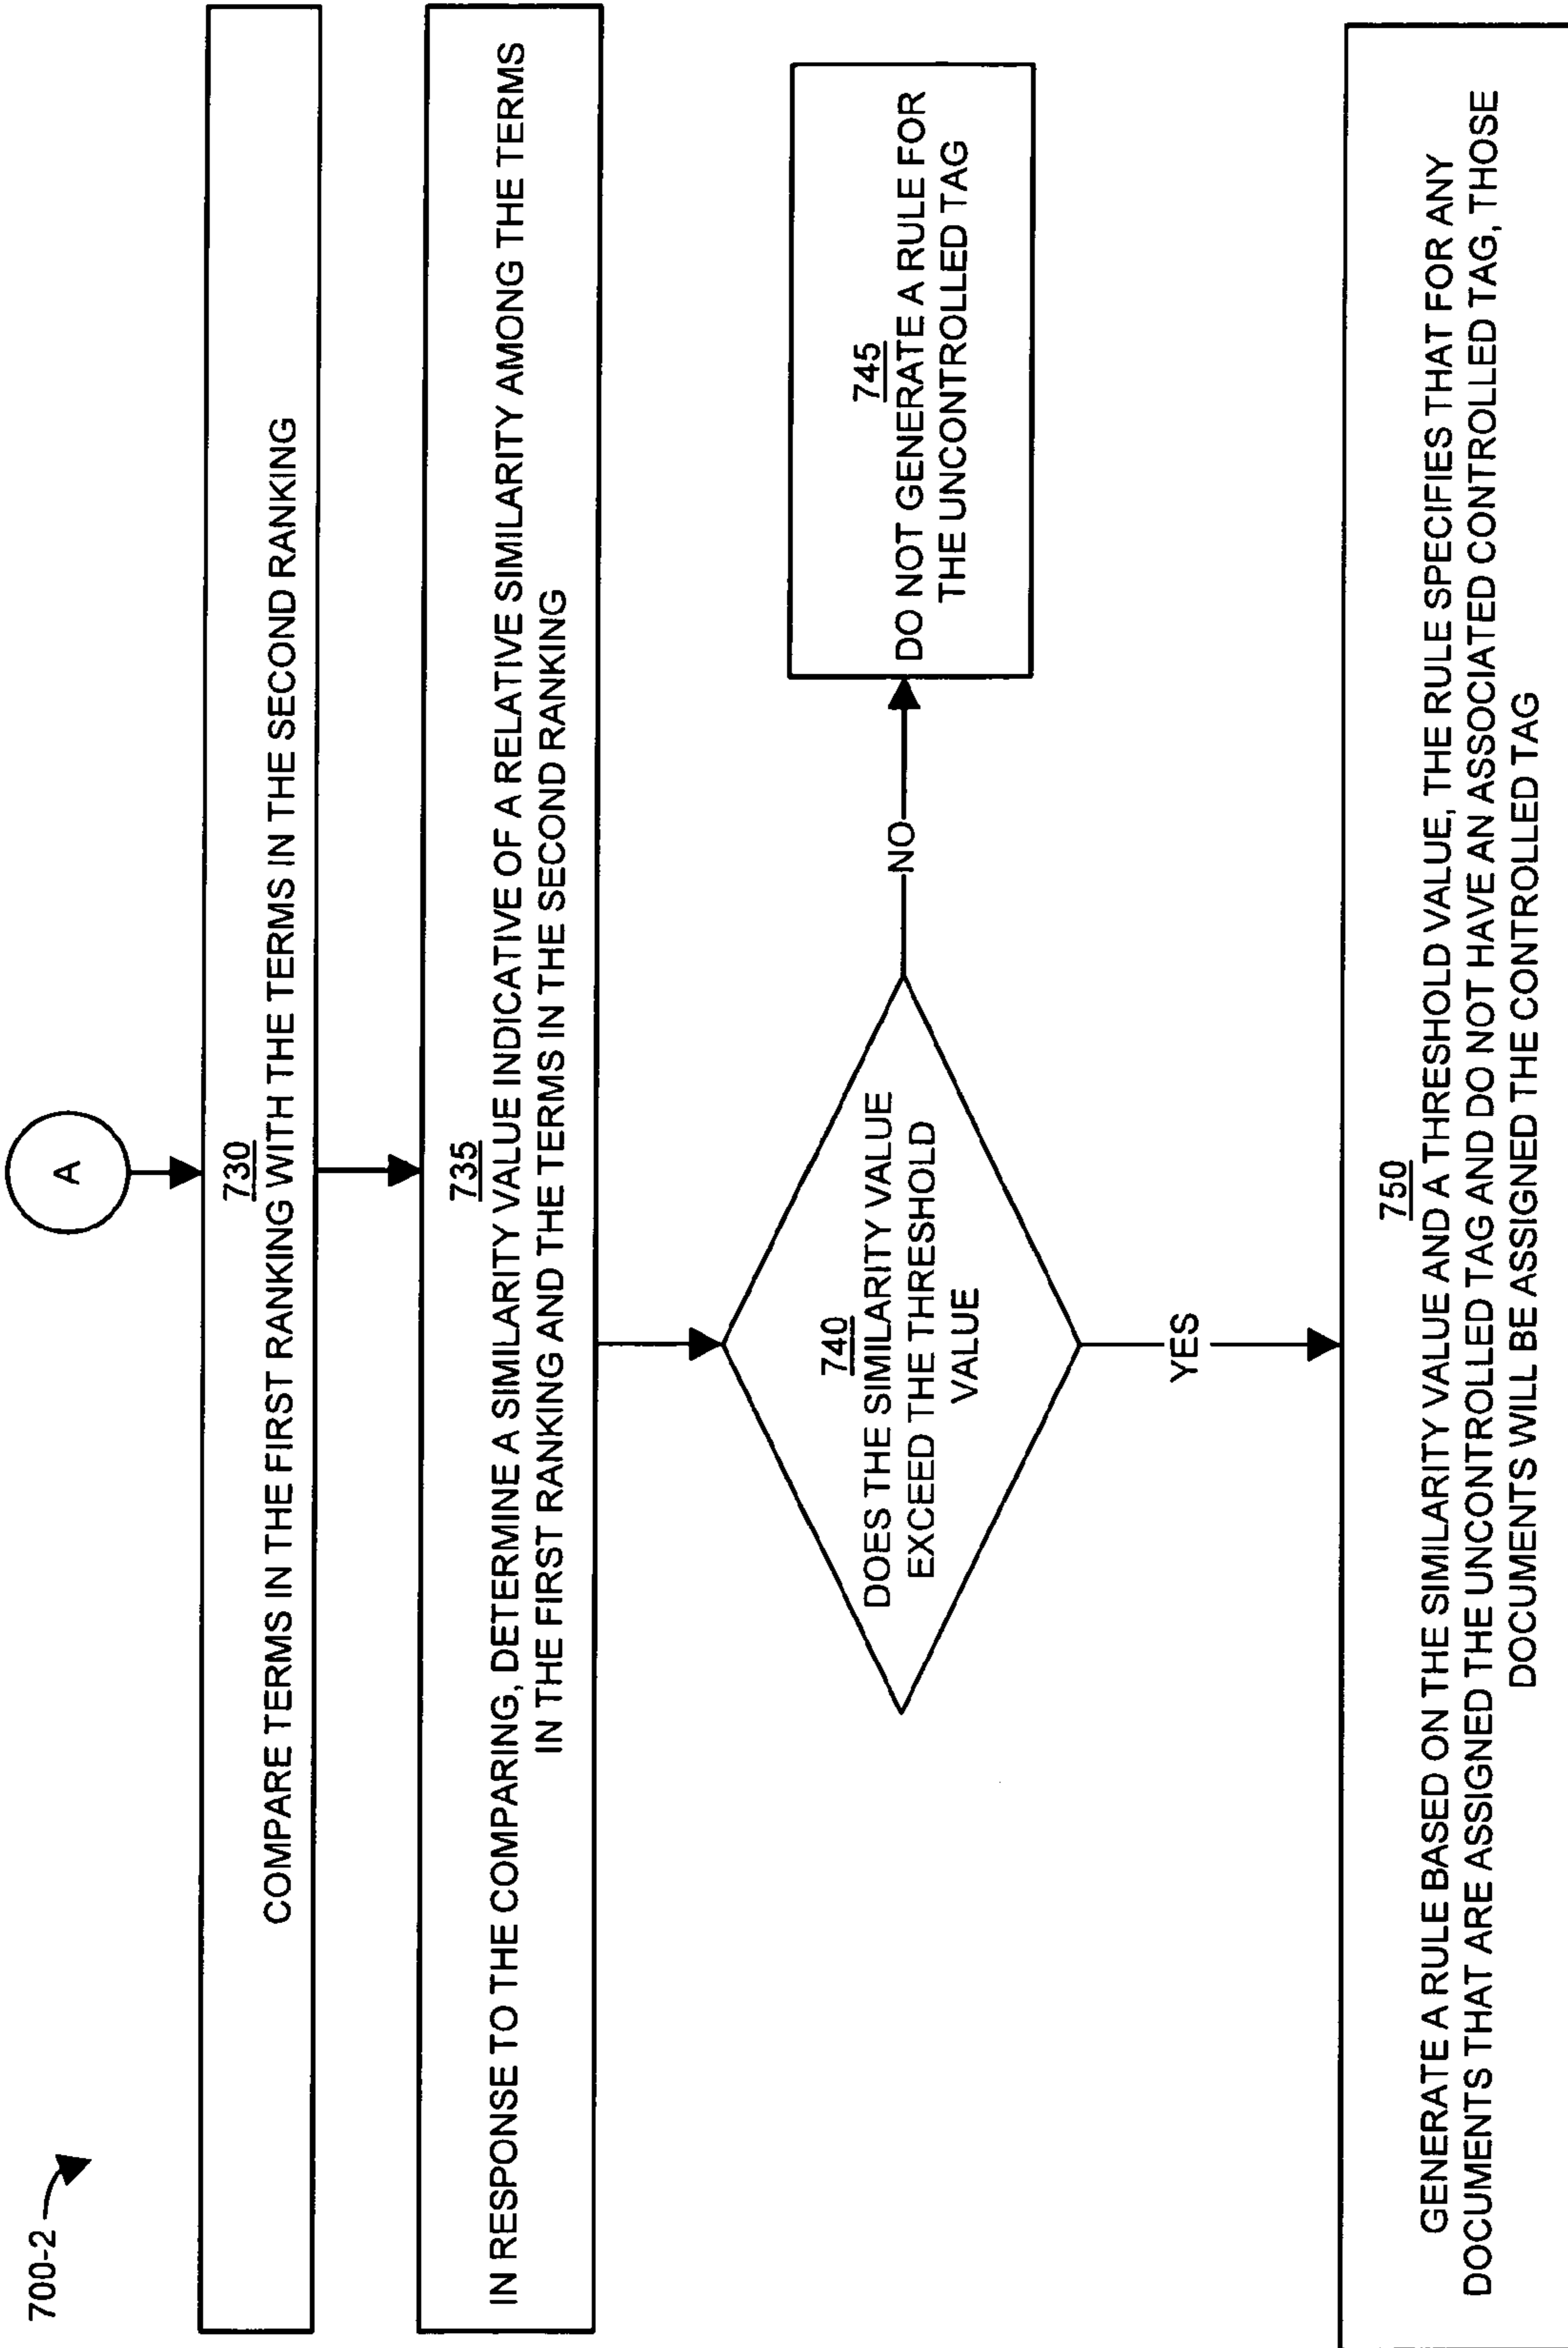 700-2
A
730
COMPARE TERMS IN THE FIRST RANKING WITH THE TERMS IN THE SECOND RANKING
735
IN RESPONSE TO THE COMPARING, DETERMINE A SIMILARITY VALUE INDICATIVE OF A RELATIVE SIMILARITY AMONG THE TERMS
IN THE FIRST RANKING AND THE TERMS IN THE SECOND RANKING
740
DOES THE SIMILARITY VALUE
EXCEED THE THRESHOLD
VALUE
NO
745
DO NOT GENERATE A RULE FOR
THE UNCONTROLLED TAG
YES
750
GENERATE A RULE BASED ON THE SIMILARITY VALUE AND A THRESHOLD VALUE, THE RULE SPECIFIES THAT FOR ANY
DOCUMENTS THAT ARE ASSIGNED THE UNCONTROLLED TAG AND DO NOT HAVE AN ASSOCIATED CONTROLLED TAG, THOSE
DOCUMENTS WILL BE ASSIGNED THE CONTROLLED TAG